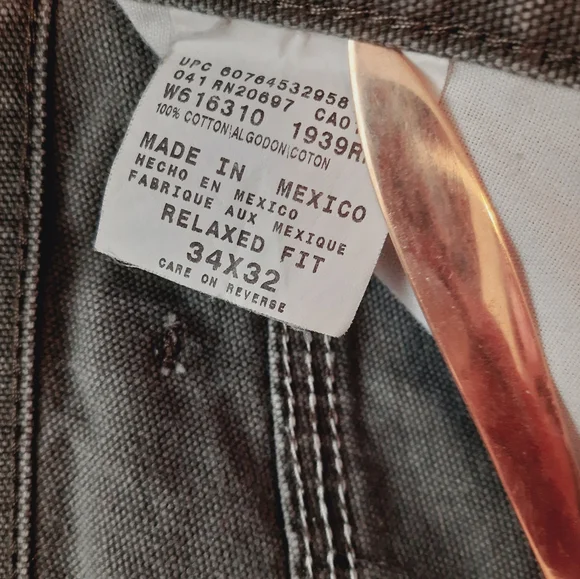 UPC 60764532958
041 RN20697 CA01
W616310 1939R
100% COTTON\ALGODON\COTON
MADE IN MEXICO
HECHO EN MEXICO
FABRIQUE AUX MEXIQUE
RELAXED FIT
34X32
CARE ON REVERSE